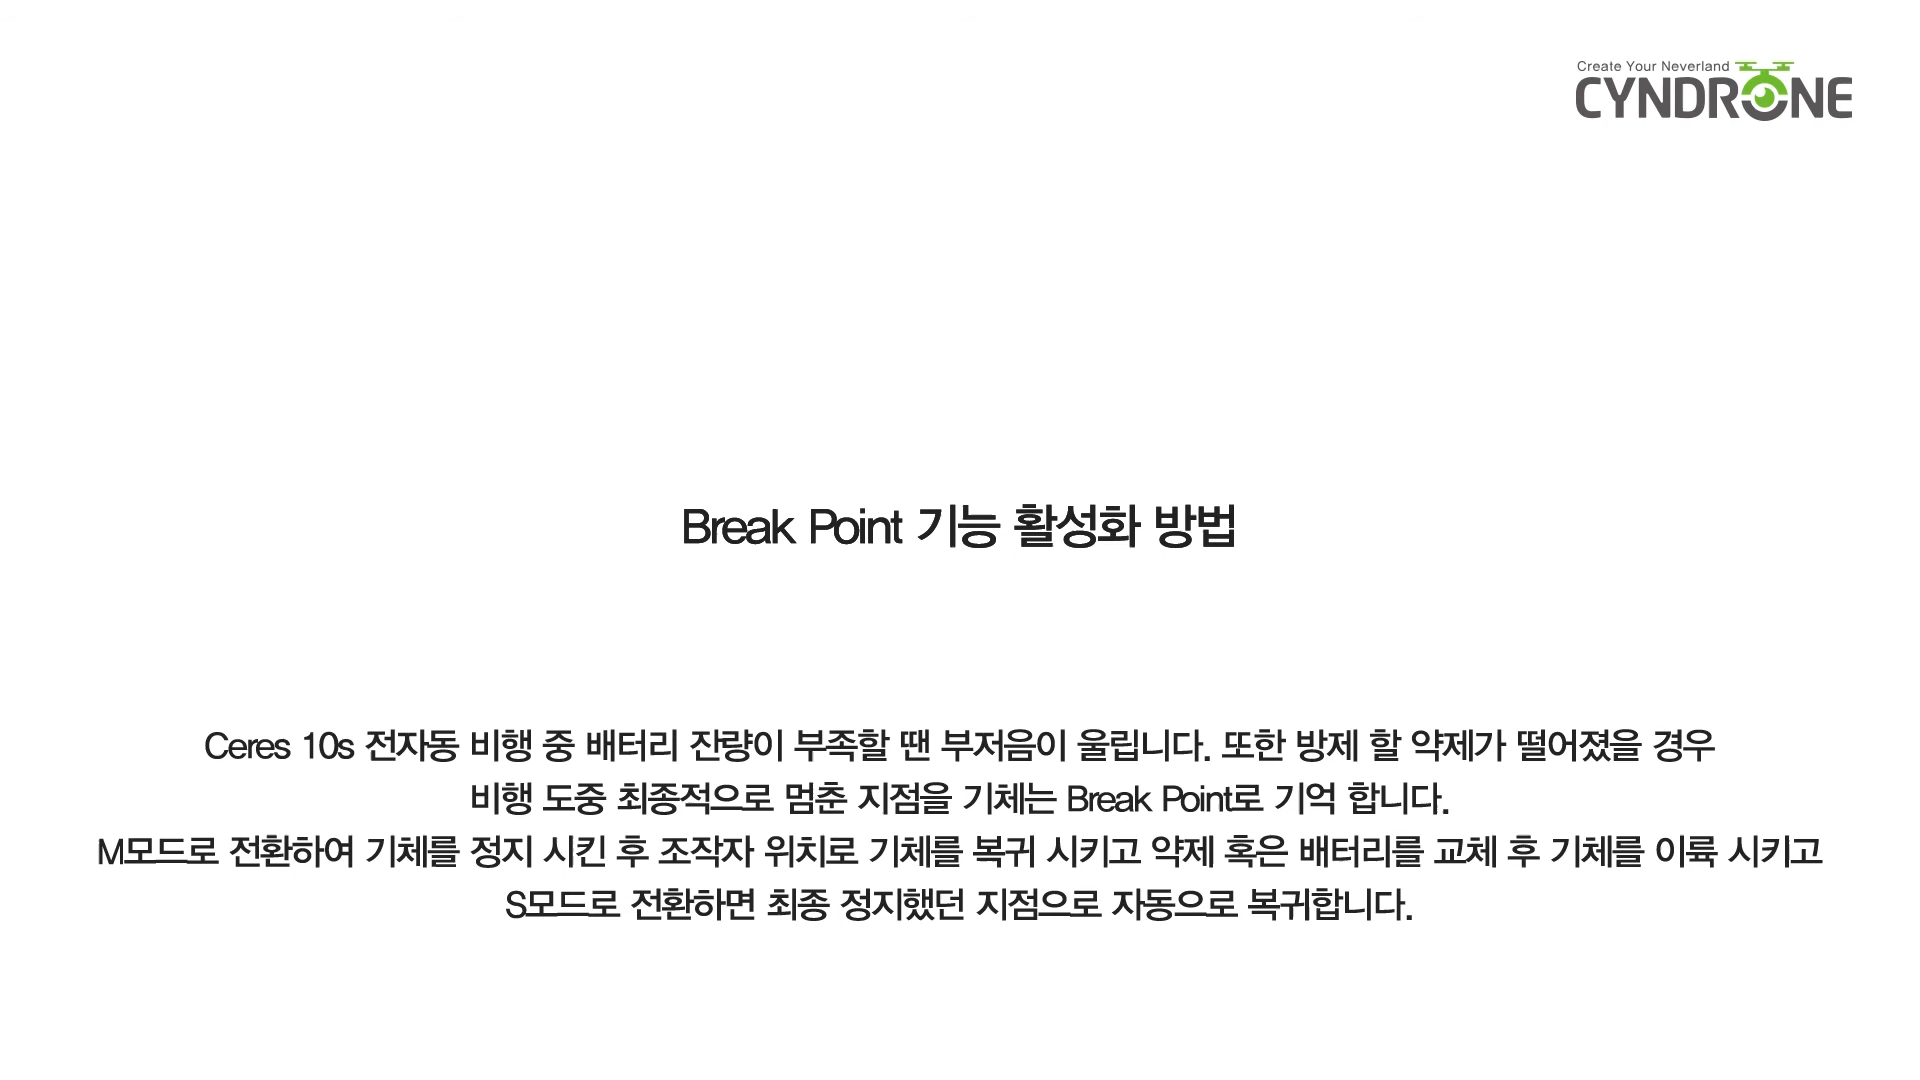 Create Your Neverland
CYNDRONE
Break Point 기능 활성화 방법
Ceres 10s 전자동 비행 중 배터리 잔량이 부족할 땐 부저음이 울립니다. 또한 방제 할 약제가 떨어졌을 경우
비행 도중 최종적으로 멈춘 지점을 기체는 Break Point로 기억 합니다.
M모드로 전환하여 기체를 정지 시킨 후 조작자 위치로 기체를 복귀 시키고 약제 혹은 배터리를 교체 후 기체를 이륙 시키고
S모드로 전환하면 최종 정지했던 지점으로 자동으로 복귀합니다.